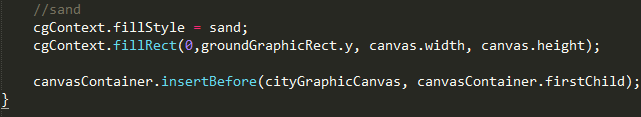 //sand
cgContext.fillStyle = sand;
cgContext.fillRect(0,groundGraphicRect.y, canvas.width, canvas.height);
canvasContainer.insertBefore(cityGraphicCanvas, canvasContainer.firstChild);
}